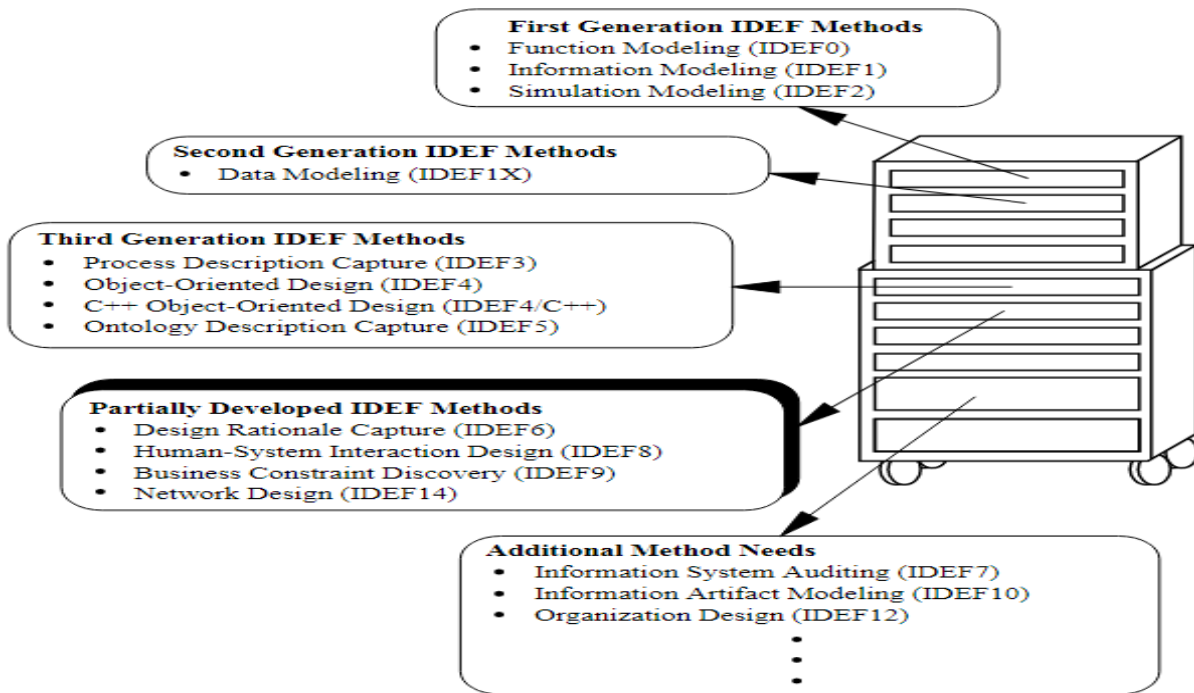 First Generation IDEF Methods
• Function Modeling (IDEF0)
• Information Modeling (IDEF1)
• Simulation Modeling (IDEF2)
Second Generation IDEF Methods
• Data Modeling (IDEF1X)
Third Generation IDEF Methods
• Process Description Capture (IDEF3)
• Object-Oriented Design (IDEF4)
• C++ Object-Oriented Design (IDEF4/C++)
• Ontology Description Capture (IDEF5)
Partially Developed IDEF Methods
• Design Rationale Capture (IDEF6)
• Human-System Interaction Design (IDEF8)
• Business Constraint Discovery (IDEF9)
• Network Design (IDEF14)
Additional Method Needs
• Information System Auditing (IDEF7)
• Information Artifact Modeling (IDEF10)
• Organization Design (IDEF12)
•
•
•